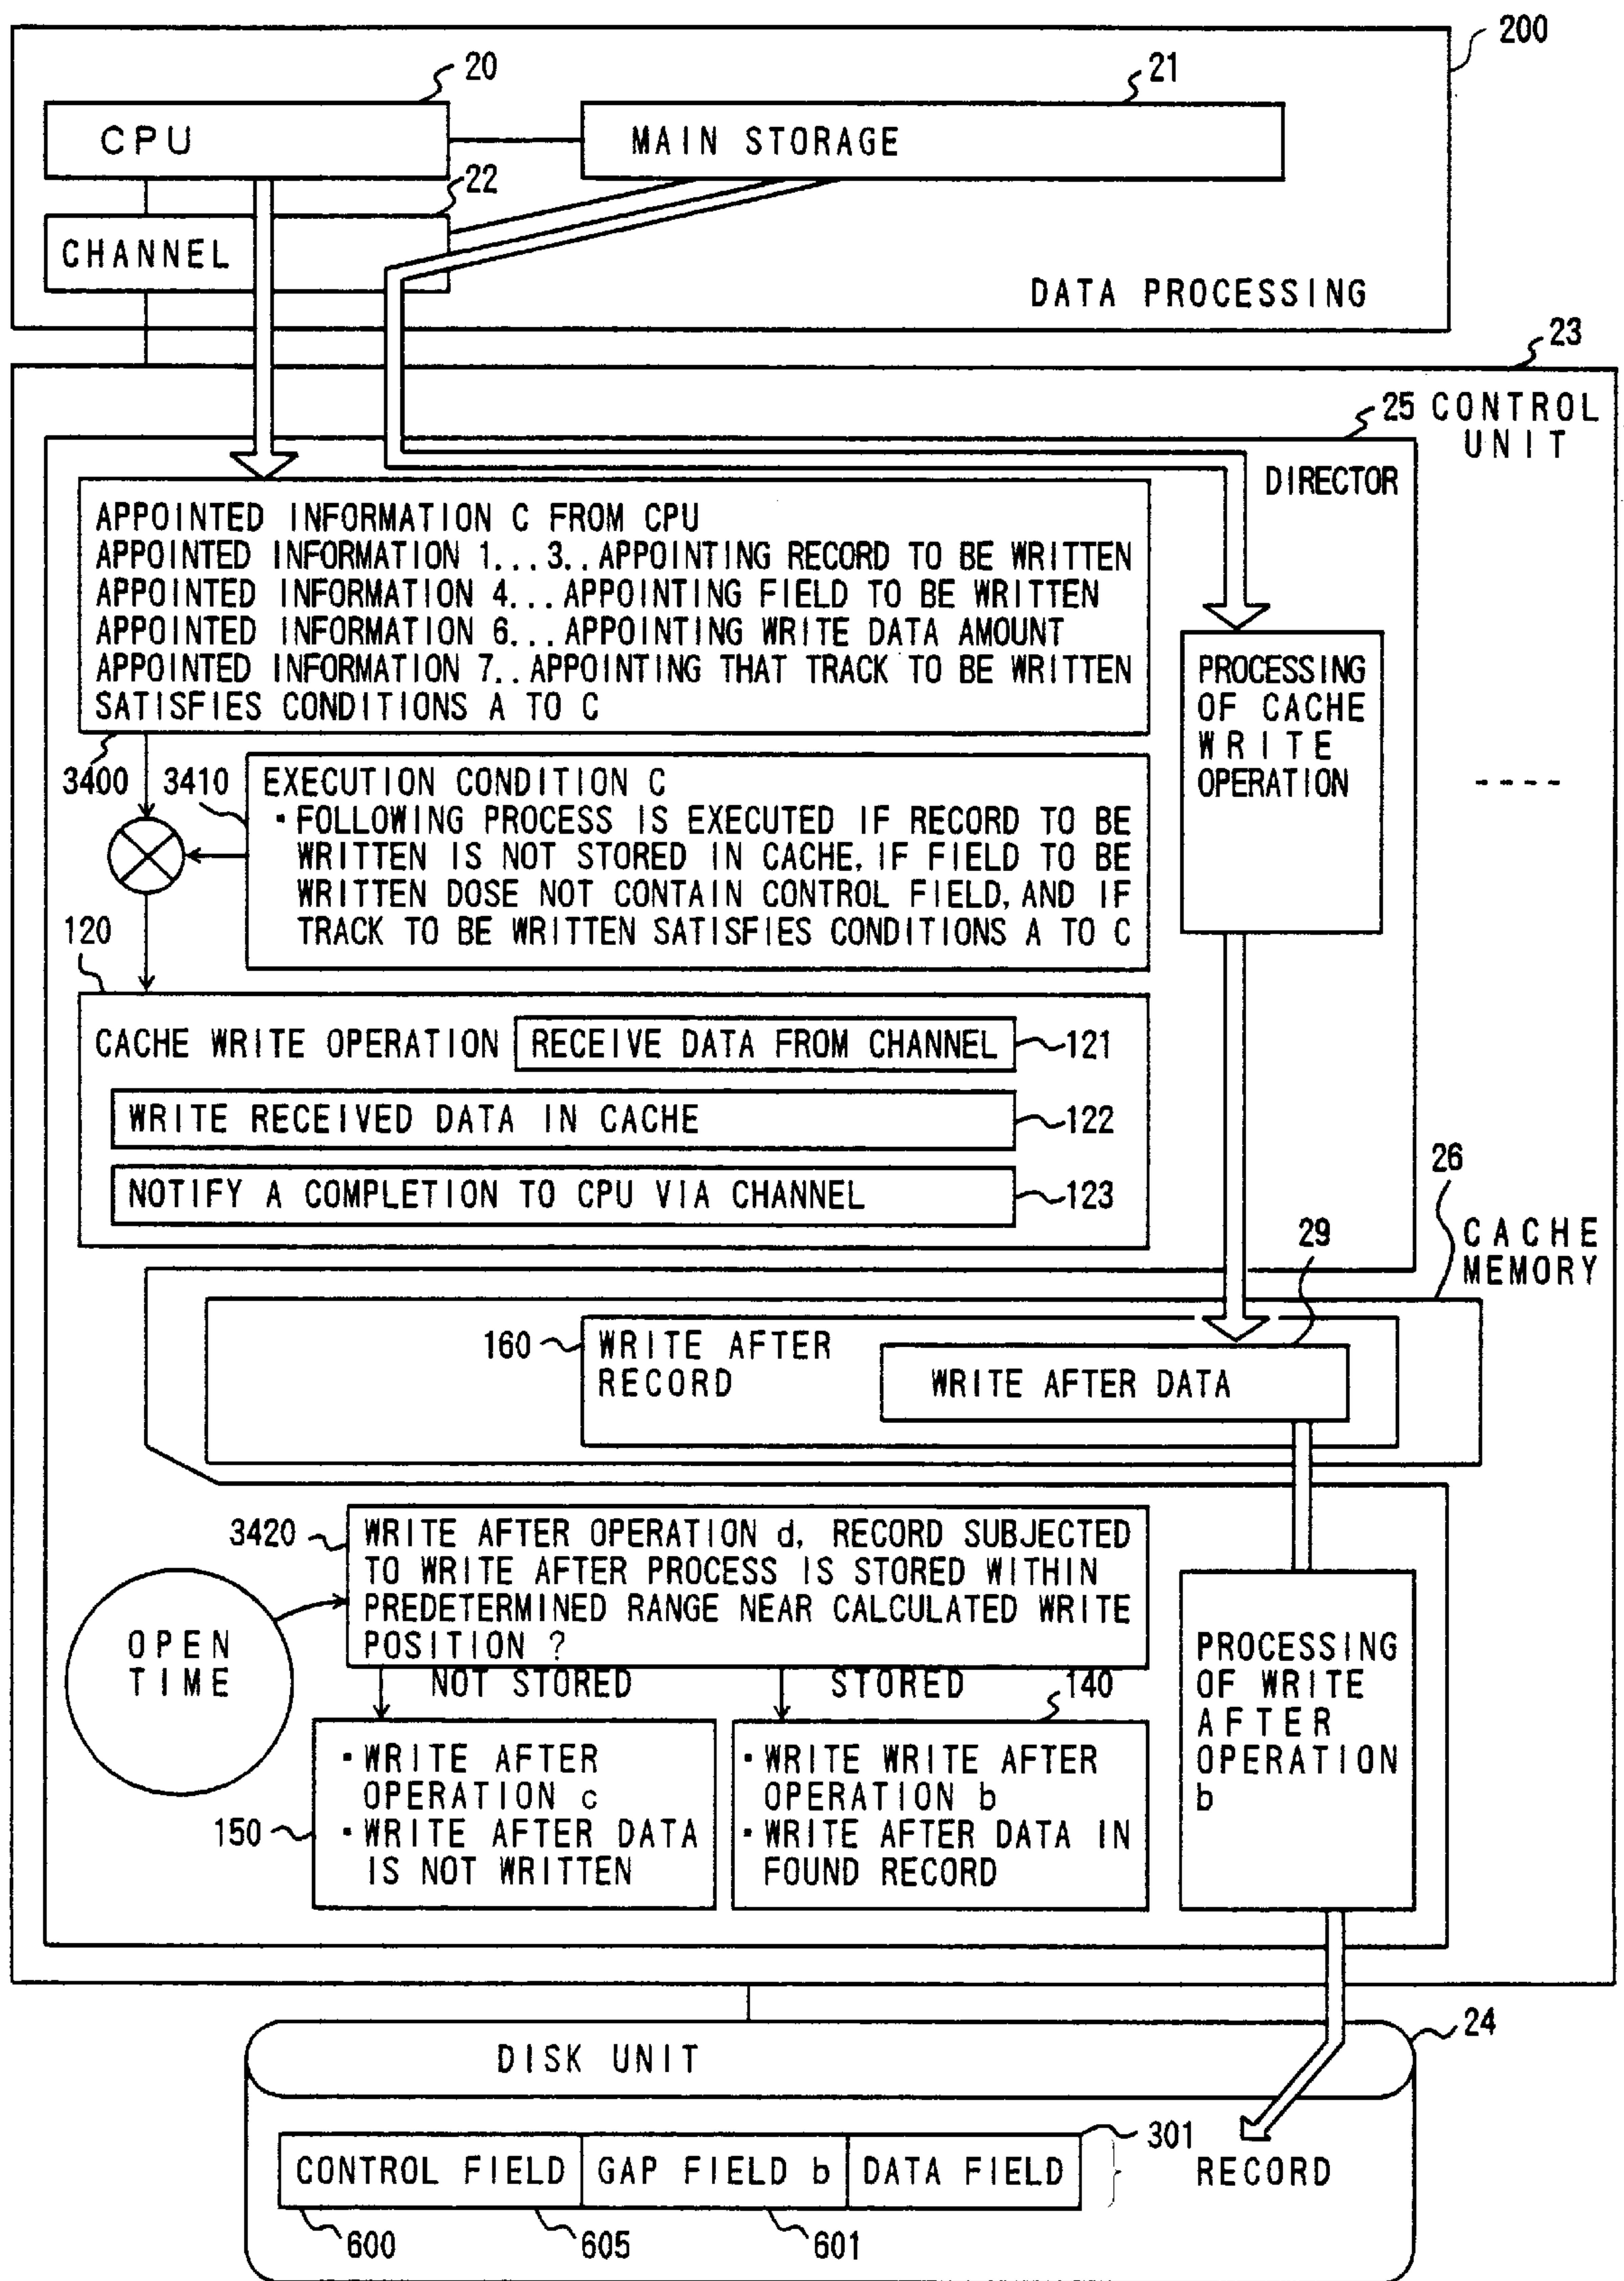 200
20
21
CPU
MAIN STORAGE
22
CHANNEL
DATA PROCESSING
23
25 CONTROL
UNIT
DIRECTOR
APPOINTED INFORMATION C FROM CPU
APPOINTED INFORMATION 1...3..APPOINTING RECORD TO BE WRITTEN
APPOINTED INFORMATION 4...APPOINTING FIELD TO BE WRITTEN
APPOINTED INFORMATION 6...APPOINTING WRITE DATA AMOUNT
APPOINTED INFORMATION 7..APPOINTING THAT TRACK TO BE WRITTEN
SATISFIES CONDITIONS A TO C
PROCESSING
OF CACHE
WRITE
OPERATION
----
3400
3410
EXECUTION CONDITION C
・FOLLOWING PROCESS IS EXECUTED IF RECORD TO BE
WRITTEN IS NOT STORED IN CACHE, IF FIELD TO BE
WRITTEN DOSE NOT CONTAIN CONTROL FIELD, AND IF
TRACK TO BE WRITTEN SATISFIES CONDITIONS A TO C
120
CACHE WRITE OPERATION
RECEIVE DATA FROM CHANNEL
121
WRITE RECEIVED DATA IN CACHE
122
NOTIFY A COMPLETION TO CPU VIA CHANNEL
123
26
CACHE
MEMORY
29
160
WRITE AFTER
RECORD
WRITE AFTER DATA
3420
WRITE AFTER OPERATION d, RECORD SUBJECTED
TO WRITE AFTER PROCESS IS STORED WITHIN
PREDETERMINED RANGE NEAR CALCULATED WRITE
POSITION ?
OPEN
TIME
NOT STORED
STORED
140
PROCESSING
OF WRITE
AFTER
OPERATION
b
・WRITE AFTER
OPERATION c
・WRITE AFTER DATA
IS NOT WRITTEN
150
・WRITE WRITE AFTER
OPERATION b
・WRITE AFTER DATA IN
FOUND RECORD
24
DISK UNIT
301
CONTROL FIELD
GAP FIELD b
DATA FIELD
RECORD
600
605
601